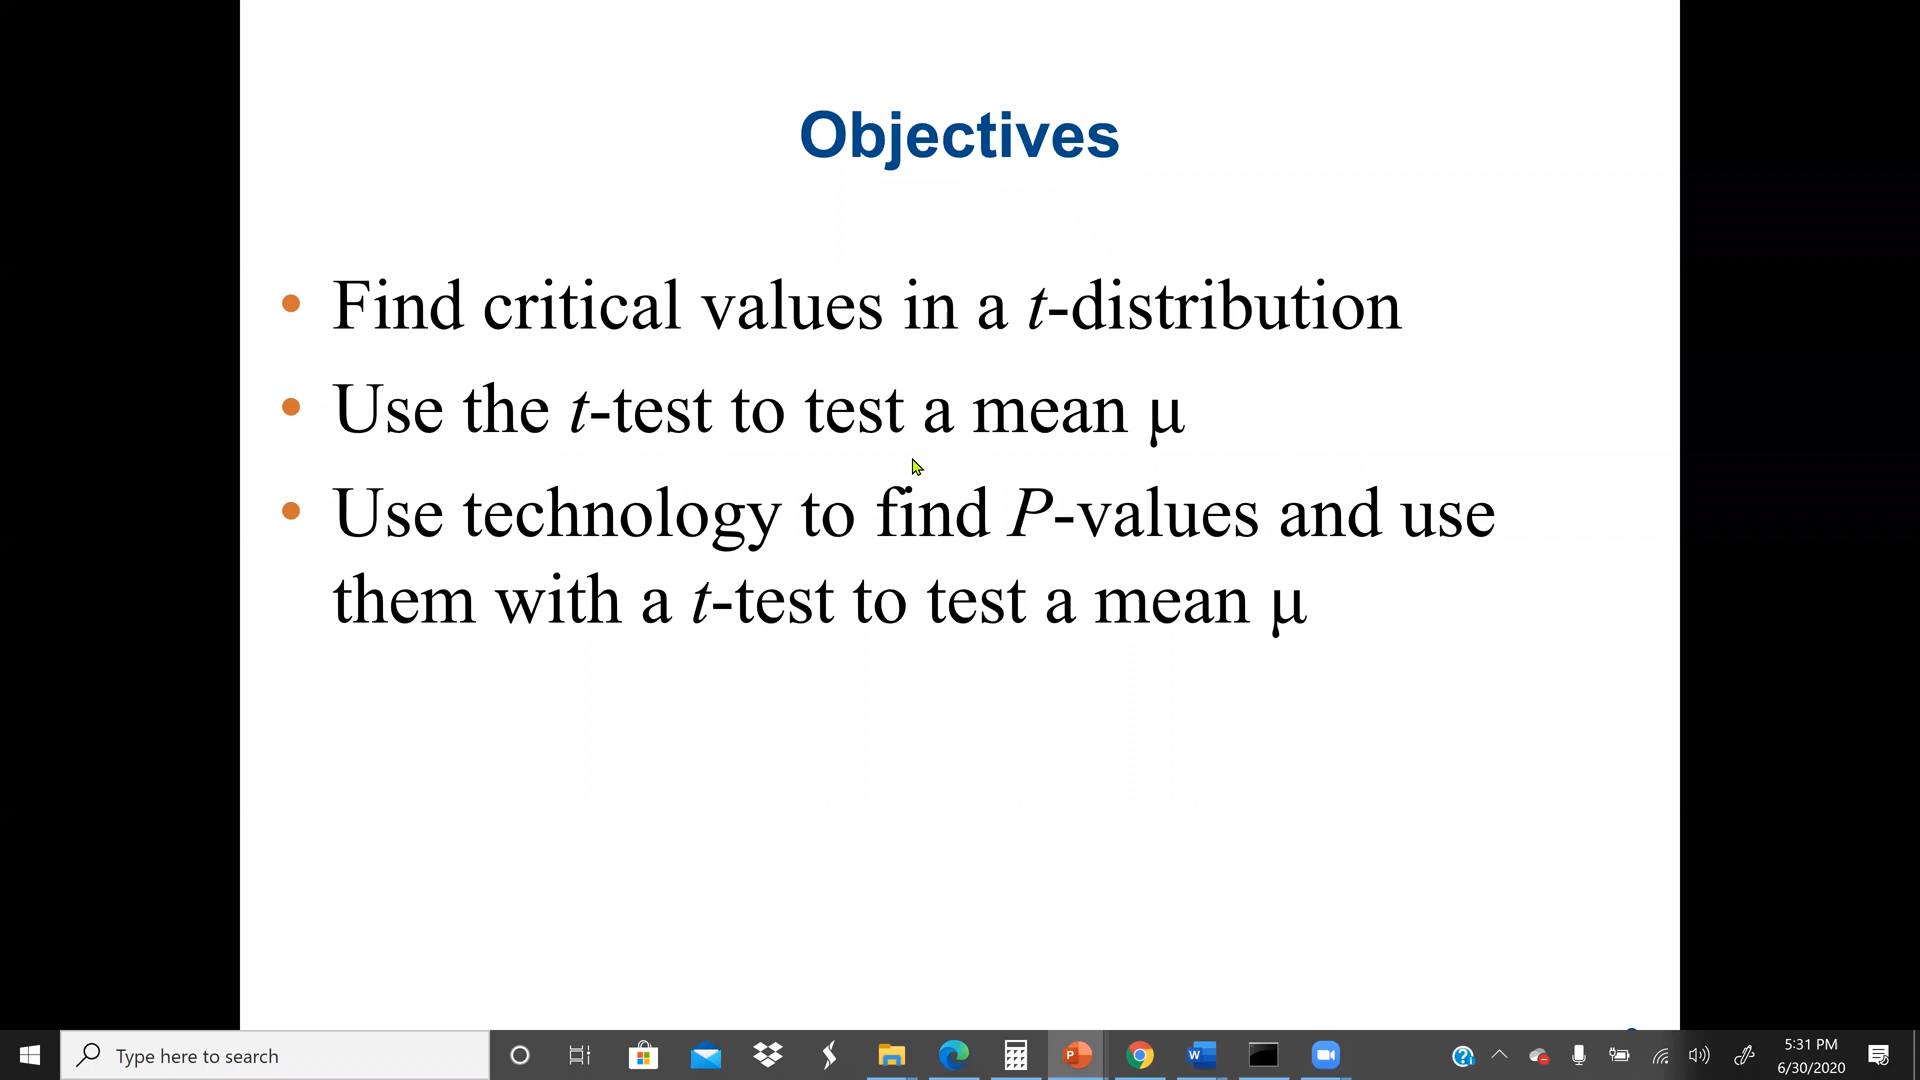 Objectives
• Find critical values in a t-distribution
• Use the t-test to test a mean μ
• Use technology to find P-values and use
them with a t-test to test a mean μ
Type here to search
5:31 PM
6/30/2020